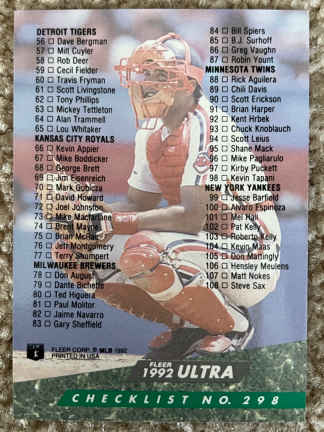 DETROIT TIGERS
56 □ Dave Bergman
57 □ Milt Cuyler
58 □ Rob Deer
59 □ Cecil Fielder
60 □ Travis Fryman
61 □ Scott Livingstone
62 □ Tony Phillips
63 □ Mickey Tettleton
64 □ Alan Trammell
65 □ Lou Whitaker
KANSAS CITY ROYALS
66 □ Kevin Appier
67 □ Mike Boddicker
68 □ George Brett
69 □ Jim Eisenreich
70 □ Mark Gubicza
71 □ David Howard
72 □ Joel Johnston
73 □ Mike Macfarlane
74 □ Brent Mayne
75 □ Brian McRae
76 □ Jeff Montgomery
77 □ Terry Shumpert
MILWAUKEE BREWERS
78 □ Don August
79 □ Dante Bichette
80 □ Ted Higuera
81 □ Paul Molitor
82 □ Jaime Navarro
83 □ Gary Sheffield
84 □ Bill Spiers
85 □ B.J. Surhoff
86 □ Greg Vaughn
87 □ Robin Yount
MINNESOTA TWINS
88 □ Rick Aguilera
89 □ Chili Davis
90 □ Scott Erickson
91 □ Brian Harper
92 □ Kent Hrbek
93 □ Chuck Knoblauch
94 □ Scott Leius
95 □ Shane Mack
96 □ Mike Pagliarulo
97 □ Kirby Puckett
98 □ Kevin Tapani
NEW YORK YANKEES
99 □ Jesse Barfield
100 □ Alvaro Espinoza
101 □ Mel Hall
102 □ Pat Kelly
103 □ Roberto Kelly
104 □ Kevin Maas
105 □ Don Mattingly
106 □ Hensley Meulens
107 □ Matt Nokes
108 □ Steve Sax
FLEER CORP. ℗ MLB 1992
PRINTED IN USA
FLEER
1992 ULTRA
CHECKLIST NO. 298